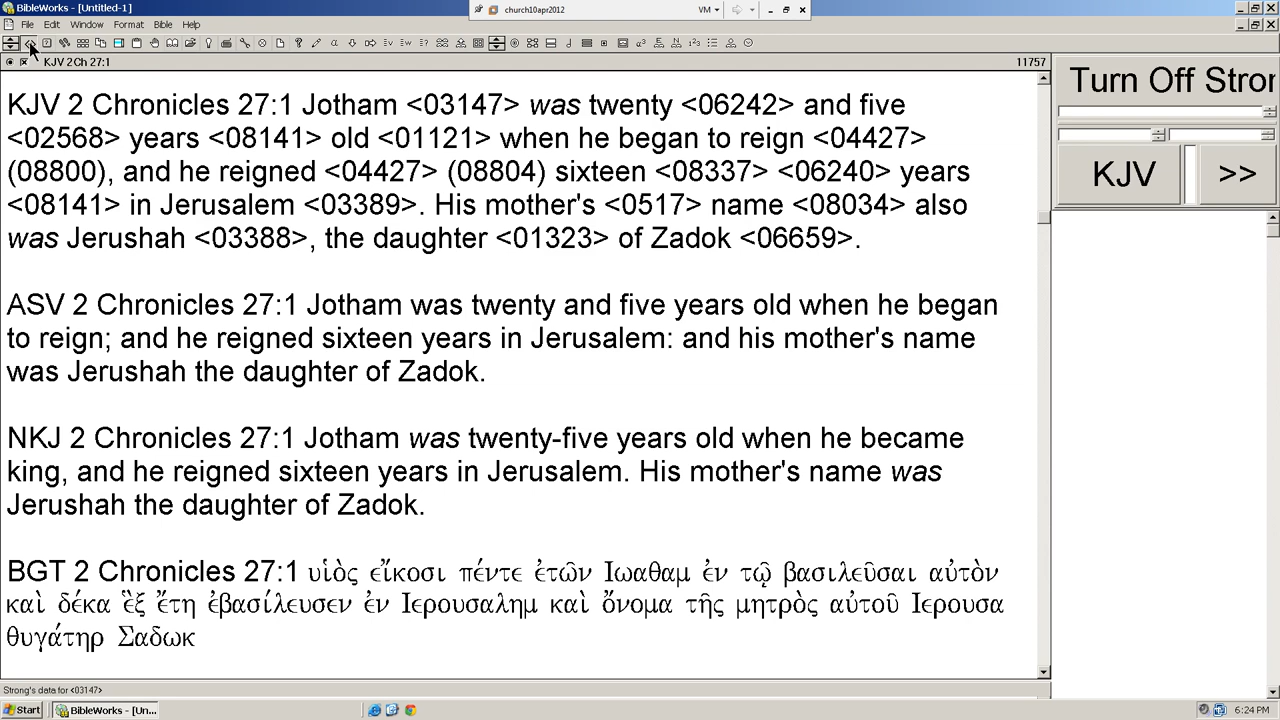 BibleWorks - [Untitled-1]
church10apr2012
VM
File Edit Window Format Bible Help
KJV 2Ch 27:1
11757
KJV 2 Chronicles 27:1 Jotham <03147> was twenty <06242> and five
<02568> years <08141> old <01121> when he began to reign <04427>
(08800), and he reigned <04427> (08804) sixteen <08337> <06240> years
<08141> in Jerusalem <03389>. His mother's <0517> name <08034> also
was Jerushah <03388>, the daughter <01323> of Zadok <06659>.
ASV 2 Chronicles 27:1 Jotham was twenty and five years old when he began
to reign; and he reigned sixteen years in Jerusalem: and his mother's name
was Jerushah the daughter of Zadok.
NKJ 2 Chronicles 27:1 Jotham was twenty-five years old when he became
king, and he reigned sixteen years in Jerusalem. His mother's name was
Jerushah the daughter of Zadok.
BGT 2 Chronicles 27:1 υἱὸς εἴκοσι πέντε ἐτῶν Ιωαθαμ ἐν τῷ βασιλεῦσαι αὐτὸν
καὶ δέκα ἓξ ἔτη ἐβασίλευσεν ἐν Ιερουσαλημ καὶ ὄνομα τῆς μητρὸς αὐτοῦ Ιερουσα
θυγάτηρ Σαδωκ
Turn Off Stron
KJV
>>
Strong's data for <03147>
Start
BibleWorks - [Un...
6:24 PM